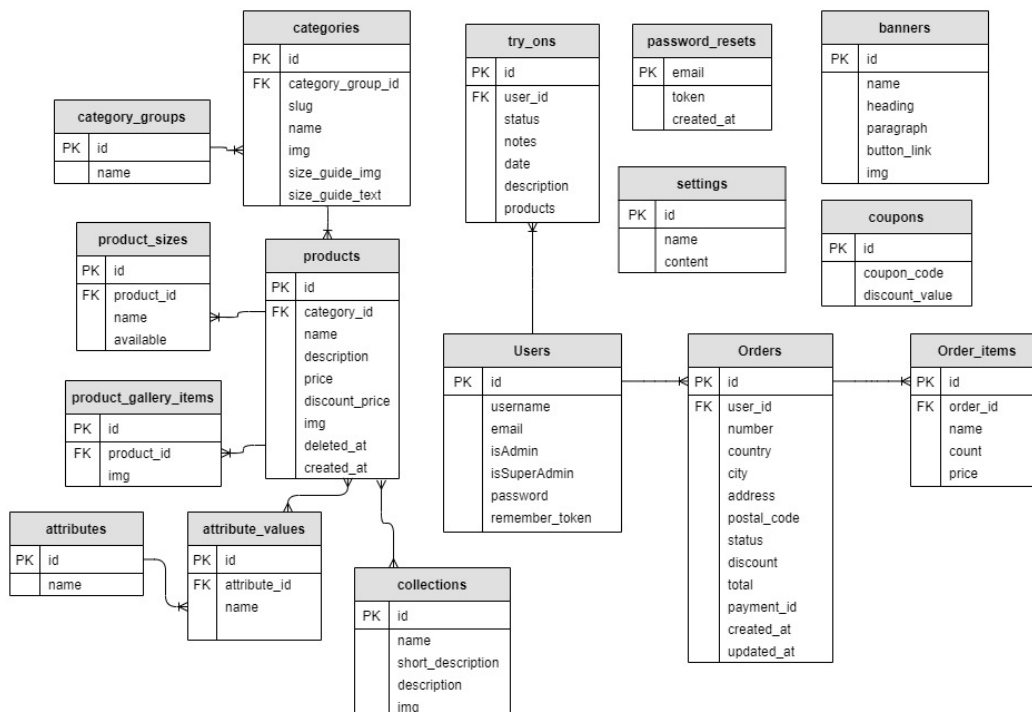 categories
PK id
FK category_group_id
slug
name
img
size_guide_img
size_guide_text
try_ons
PK id
FK user_id
status
notes
date
description
products
password_resets
PK email
token
created_at
banners
PK id
name
heading
paragraph
button_link
img
category_groups
PK id
name
settings
PK id
name
content
coupons
PK id
coupon_code
discount_value
product_sizes
PK id
FK product_id
name
available
products
PK id
FK category_id
name
description
price
discount_price
img
deleted_at
created_at
Users
PK id
username
email
isAdmin
isSuperAdmin
password
remember_token
Orders
PK id
FK user_id
number
country
city
address
postal_code
status
discount
total
payment_id
created_at
updated_at
Order_items
PK id
FK order_id
name
count
price
product_gallery_items
PK id
FK product_id
img
attributes
PK id
name
attribute_values
PK id
FK attribute_id
name
collections
PK id
name
short_description
description
img